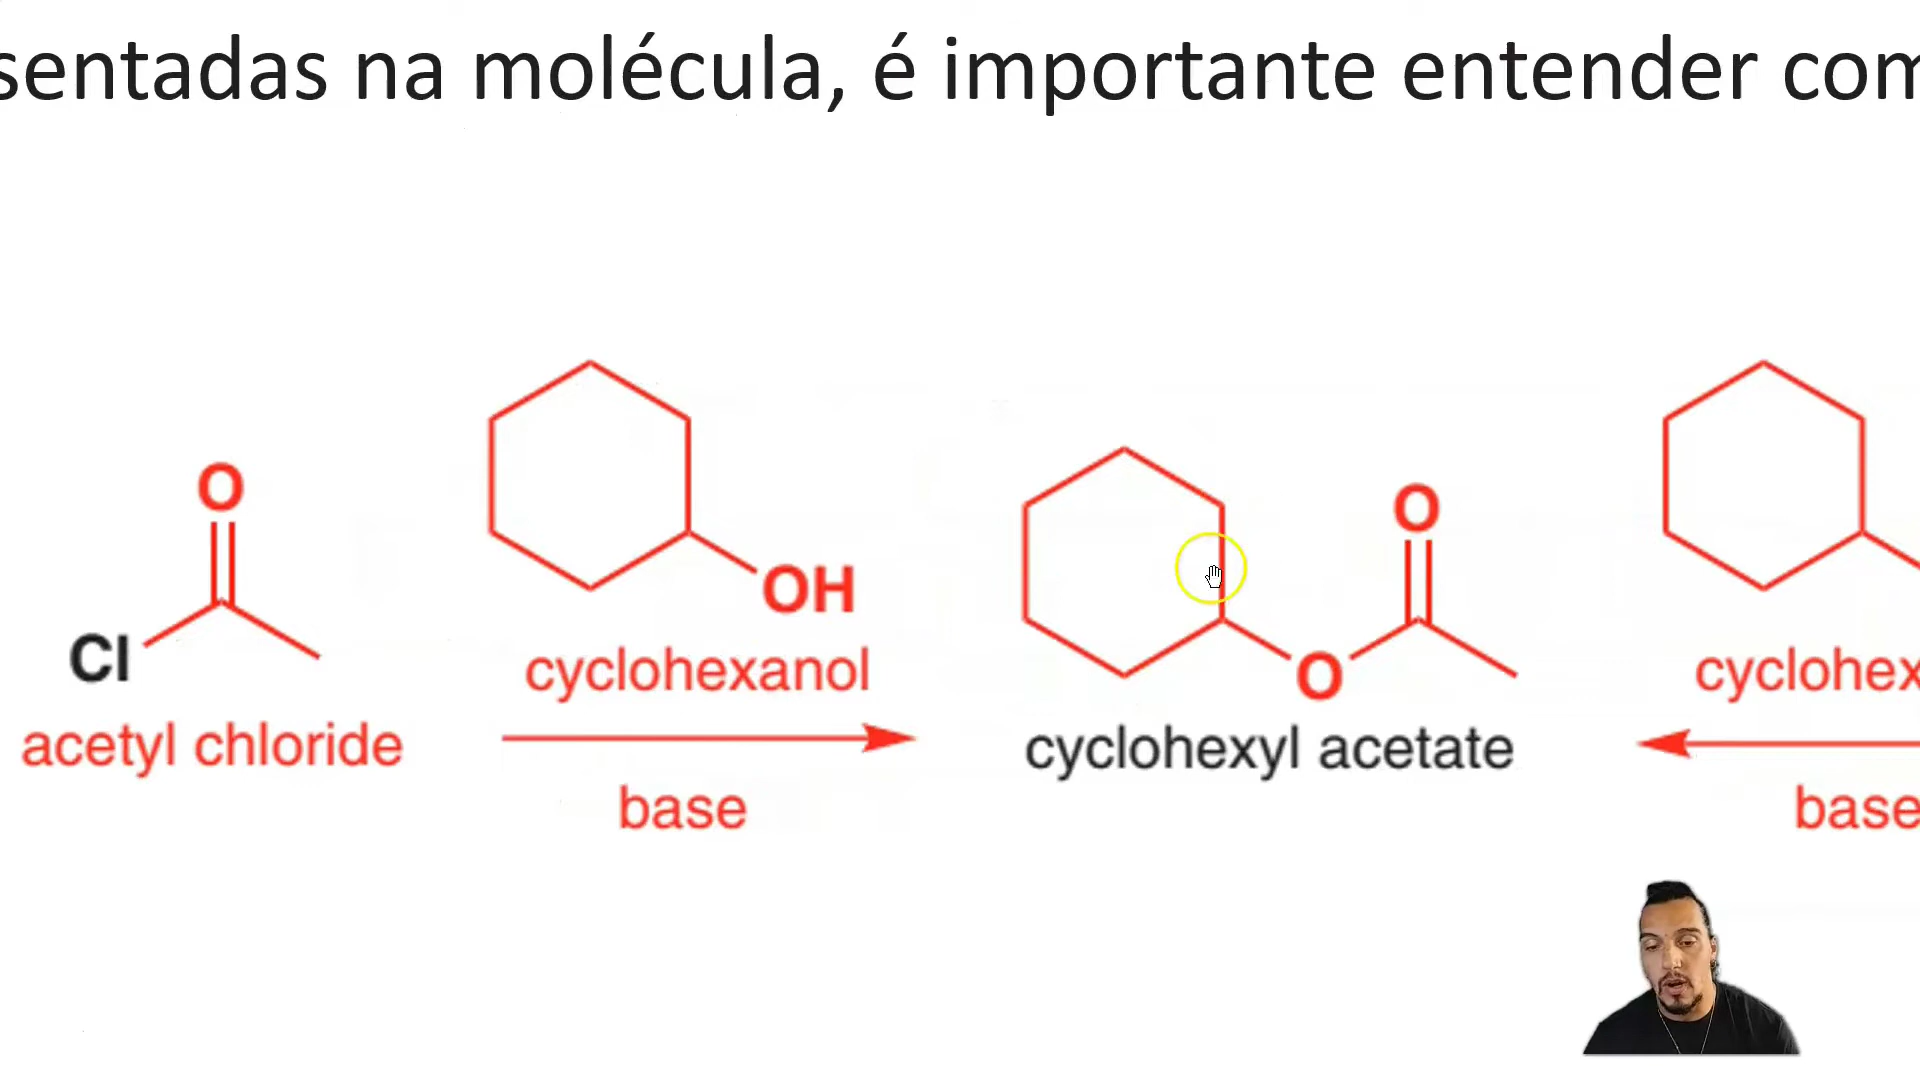 sentadas na molécula, é importante entender com
O
O
OH
Cl
O
cyclohexanol
cyclohex
acetyl chloride
cyclohexyl acetate
base
base